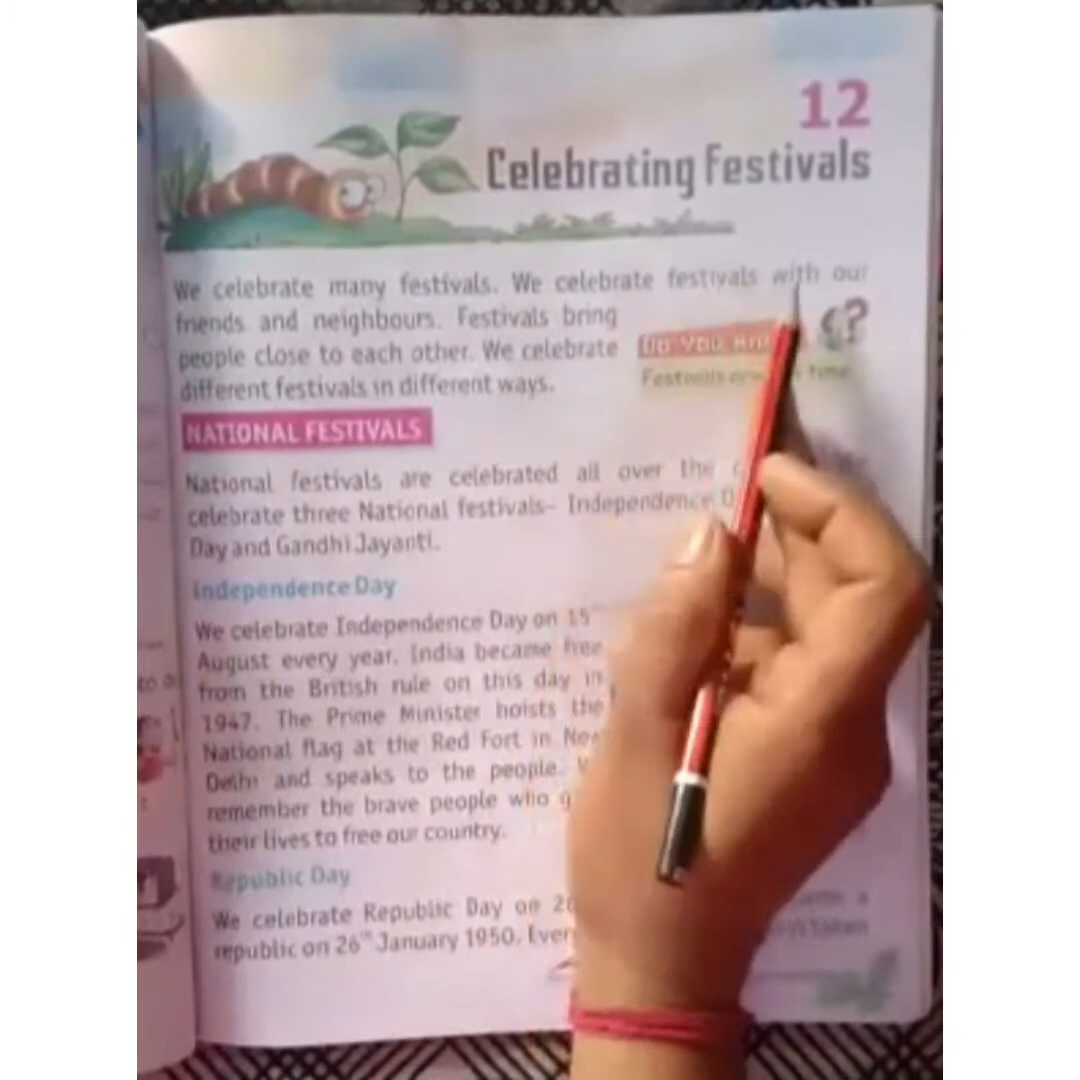 12
Celebrating Festivals
We celebrate many festivals. We celebrate festivals with our
friends and neighbours. Festivals bring
people close to each other. We celebrate
different festivals in different ways.
Do You
?
Festivals
NATIONAL FESTIVALS
National festivals are celebrated all over the
celebrate three National festivals- Independence
Day and Gandhi Jayanti.
Independence Day
We celebrate Independence Day on 15th
August every year. India became free
from the British rule on this day in
1947. The Prime Minister hoists the
National flag at the Red Fort in
Delhi and speaks to the people.
remember the brave people who
their lives to free our country.
Republic Day
We celebrate Republic Day on
republic on 26th January 1950.
to a